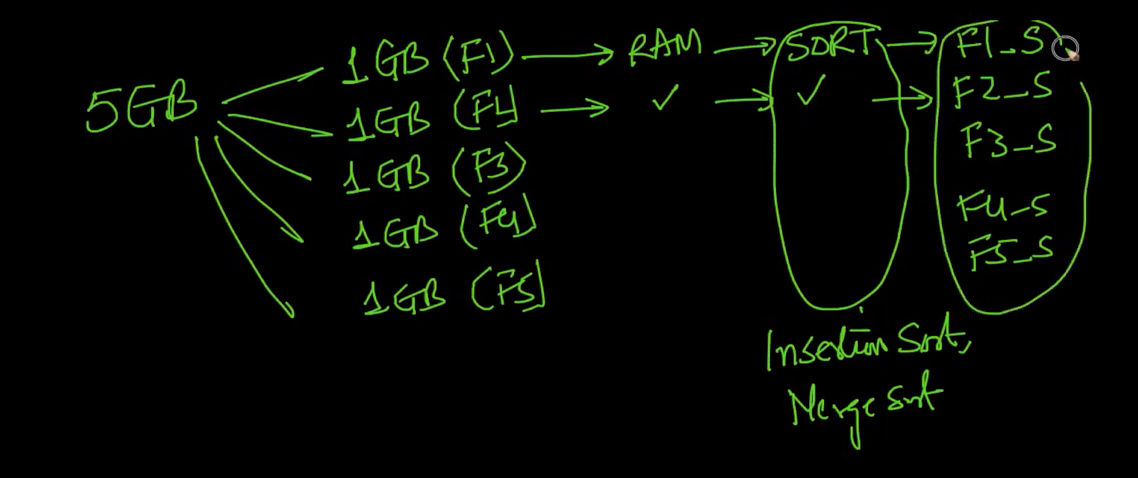 5GB
1GB (F1) → RAM → SORT → F1_S
1GB (F4 → ✓ → ✓ → F2_S
1GB (F3) F3_S
1GB (F4] F4_S
1GB (F5] F5_S
Insertion Sort,
Merge Sort